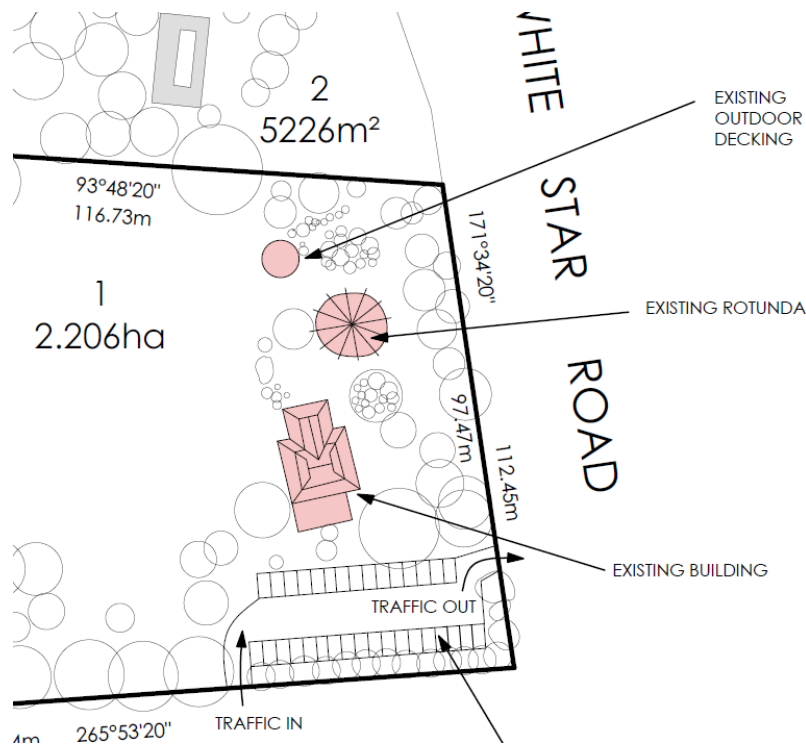 WHITE STAR ROAD
2
5226m²
EXISTING
OUTDOOR
DECKING
93°48'20"
116.73m
171°34'20"
1
2.206ha
EXISTING ROTUNDA
97.47m
112.45m
EXISTING BUILDING
TRAFFIC OUT
TRAFFIC IN
265°53'20"
4m